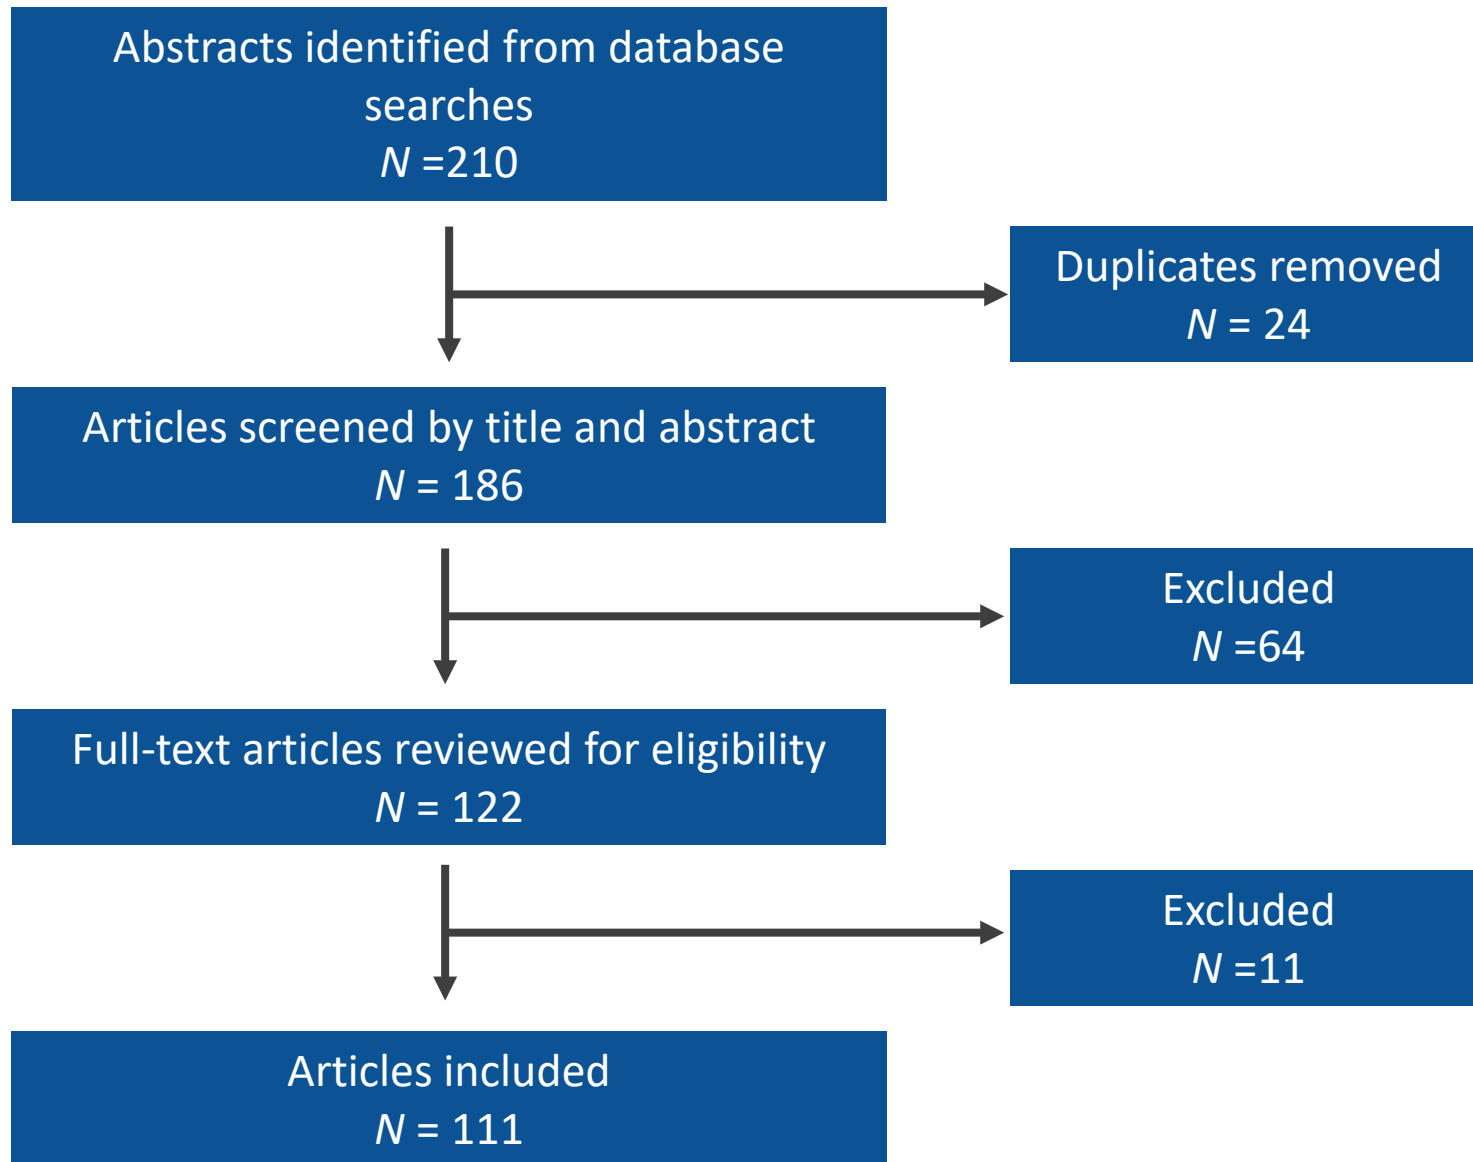 Abstracts identified from database
searches
N =210
Duplicates removed
N = 24
Articles screened by title and abstract
N = 186
Excluded
N =64
Full-text articles reviewed for eligibility
N = 122
Excluded
N =11
Articles included
N = 111